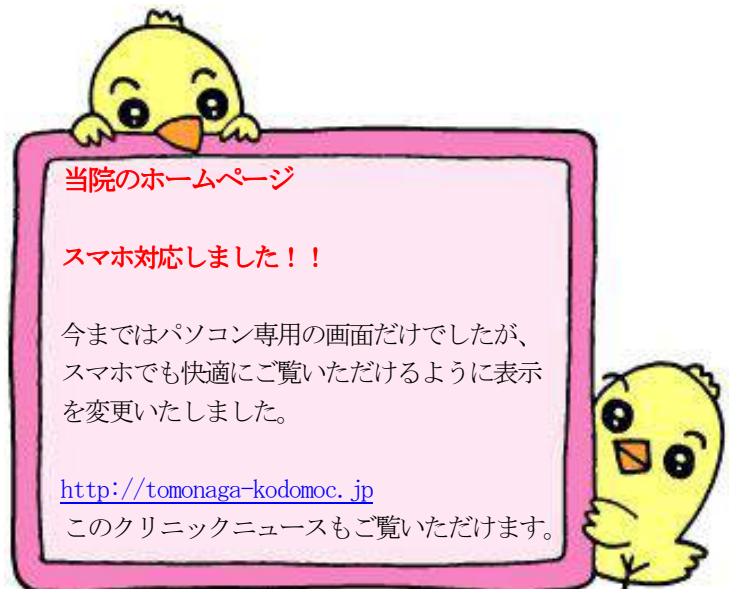 当院のホームページ
スマホ対応しました！！
今まではパソコン専用の画面だけでしたが、
スマホでも快適にご覧いただけるように表示
を変更いたしました。
http://tomonaga-kodomoc.jp
このクリニックニュースもご覧いただけます。